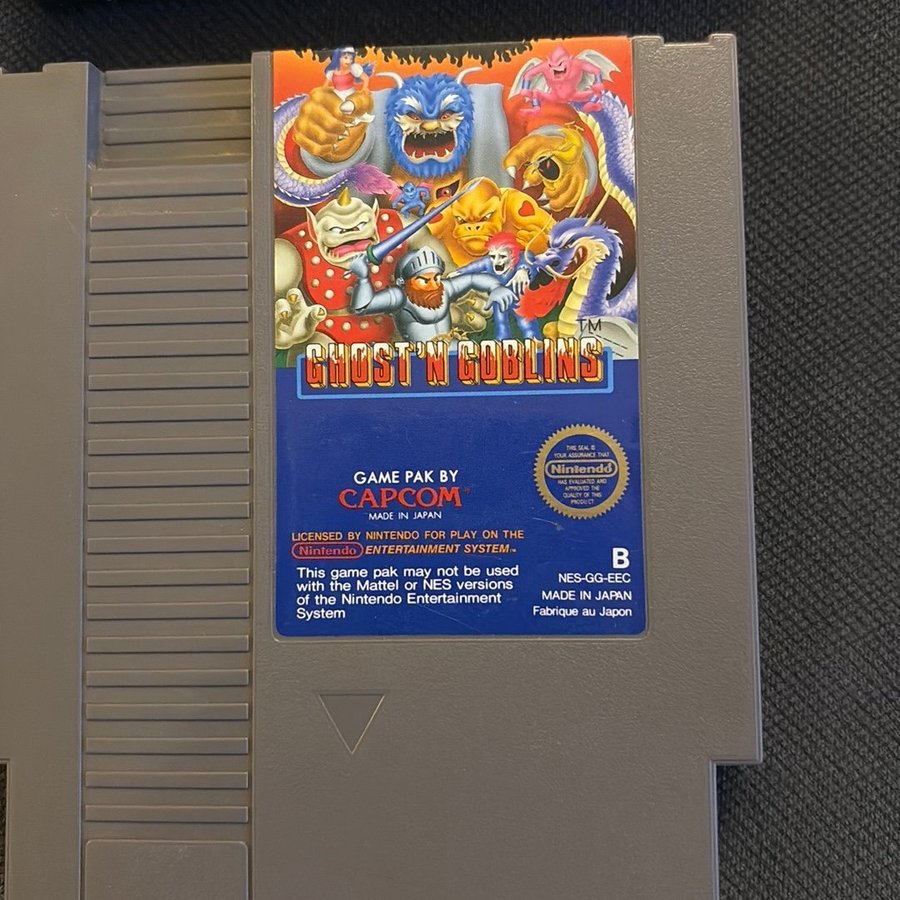 TM
GHOST'N GOBLINS
THIS SEAL IS
YOUR ASSURANCE THAT
Nintendo
HAS EVALUATED AND
APPROVED THE
QUALITY OF THIS
PRODUCT.
GAME PAK BY
CAPCOM™
MADE IN JAPAN
LICENSED BY NINTENDO FOR PLAY ON THE
Nintendo ENTERTAINMENT SYSTEM™
This game pak may not be used
with the Mattel or NES versions
of the Nintendo Entertainment
System
B
NES-GG-EEC
MADE IN JAPAN
Fabrique au Japon